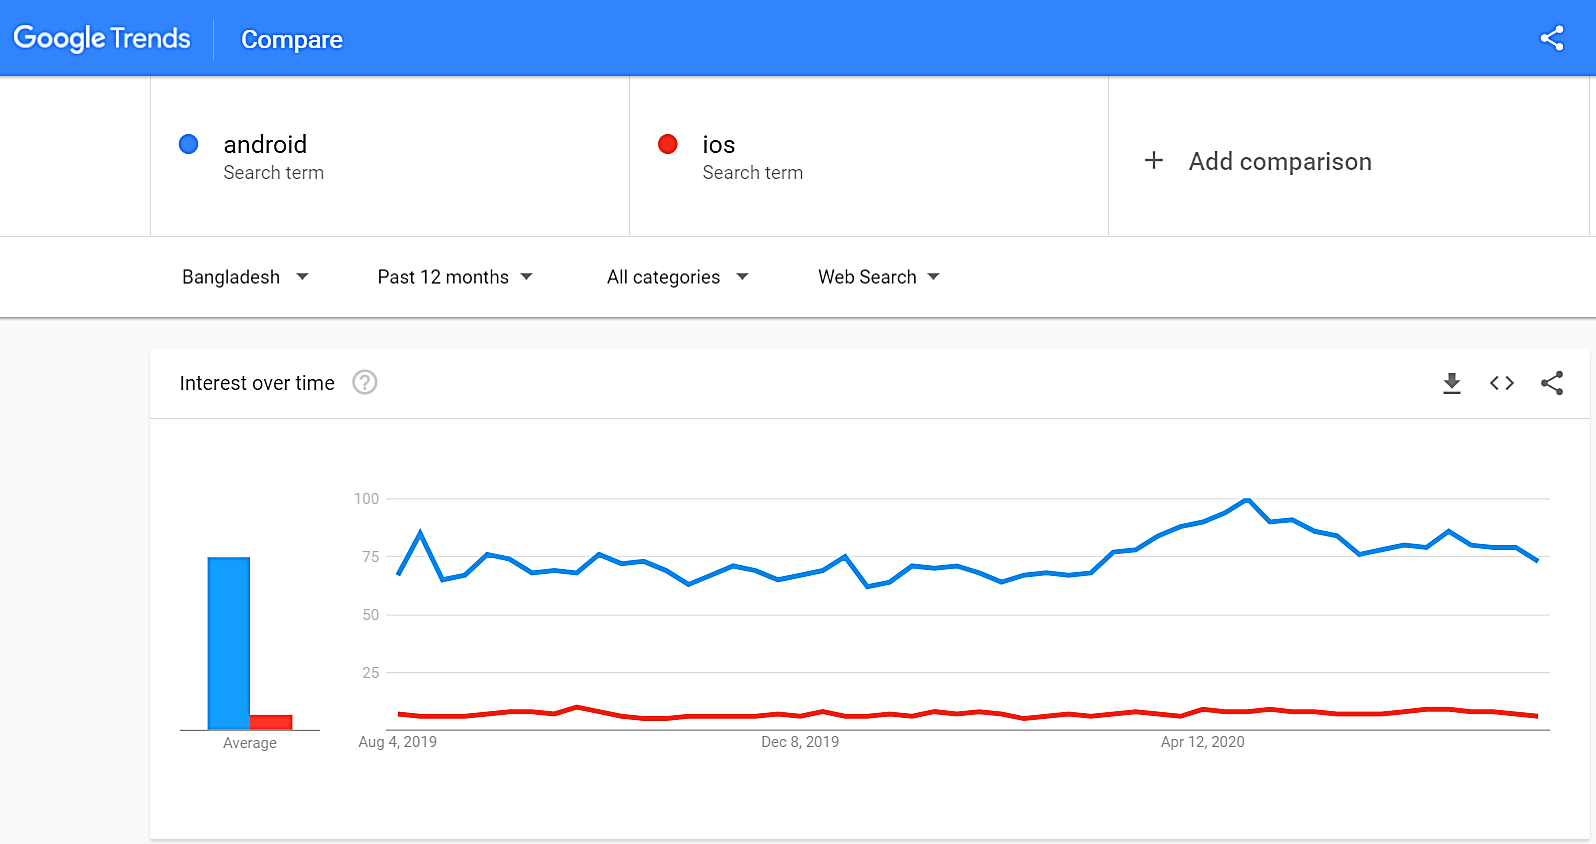 Google Trends Compare
android
Search term
ios
Search term
+ Add comparison
Bangladesh Past 12 months All categories Web Search
Interest over time ?
100
75
50
25
Average
Aug 4, 2019 Dec 8, 2019 Apr 12, 2020